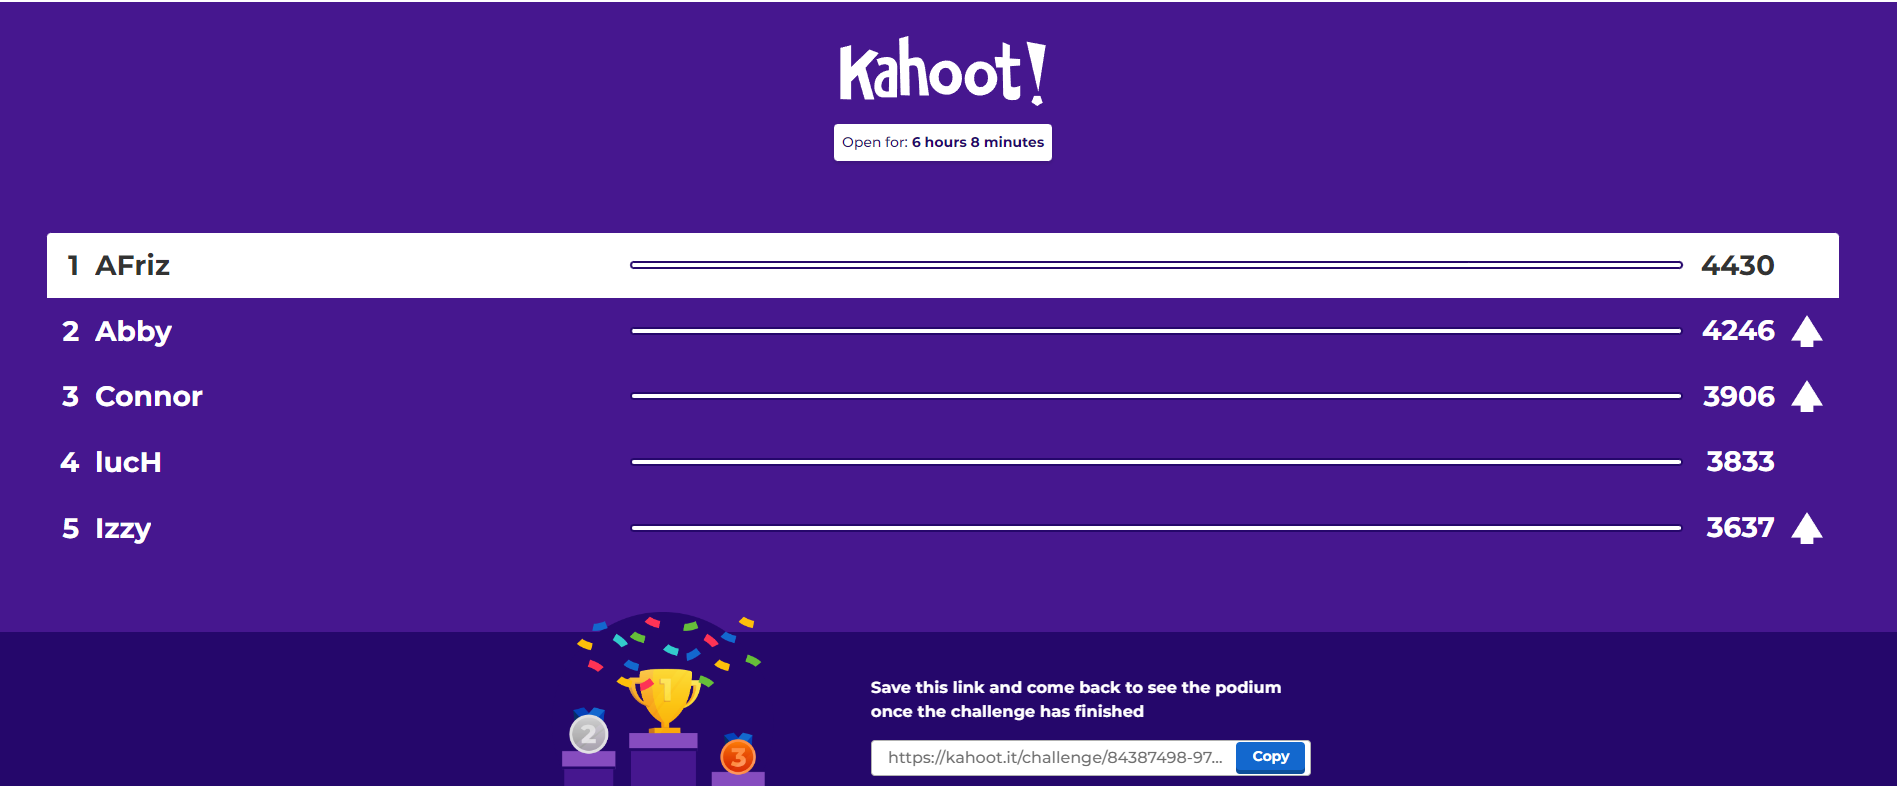 Kahoot!
Open for: 6 hours 8 minutes
1 AFriz 4430
2 Abby 4246
3 Connor 3906
4 lucH 3833
5 Izzy 3637
1
2
3
Save this link and come back to see the podium
once the challenge has finished
https://kahoot.it/challenge/84387498-97... Copy